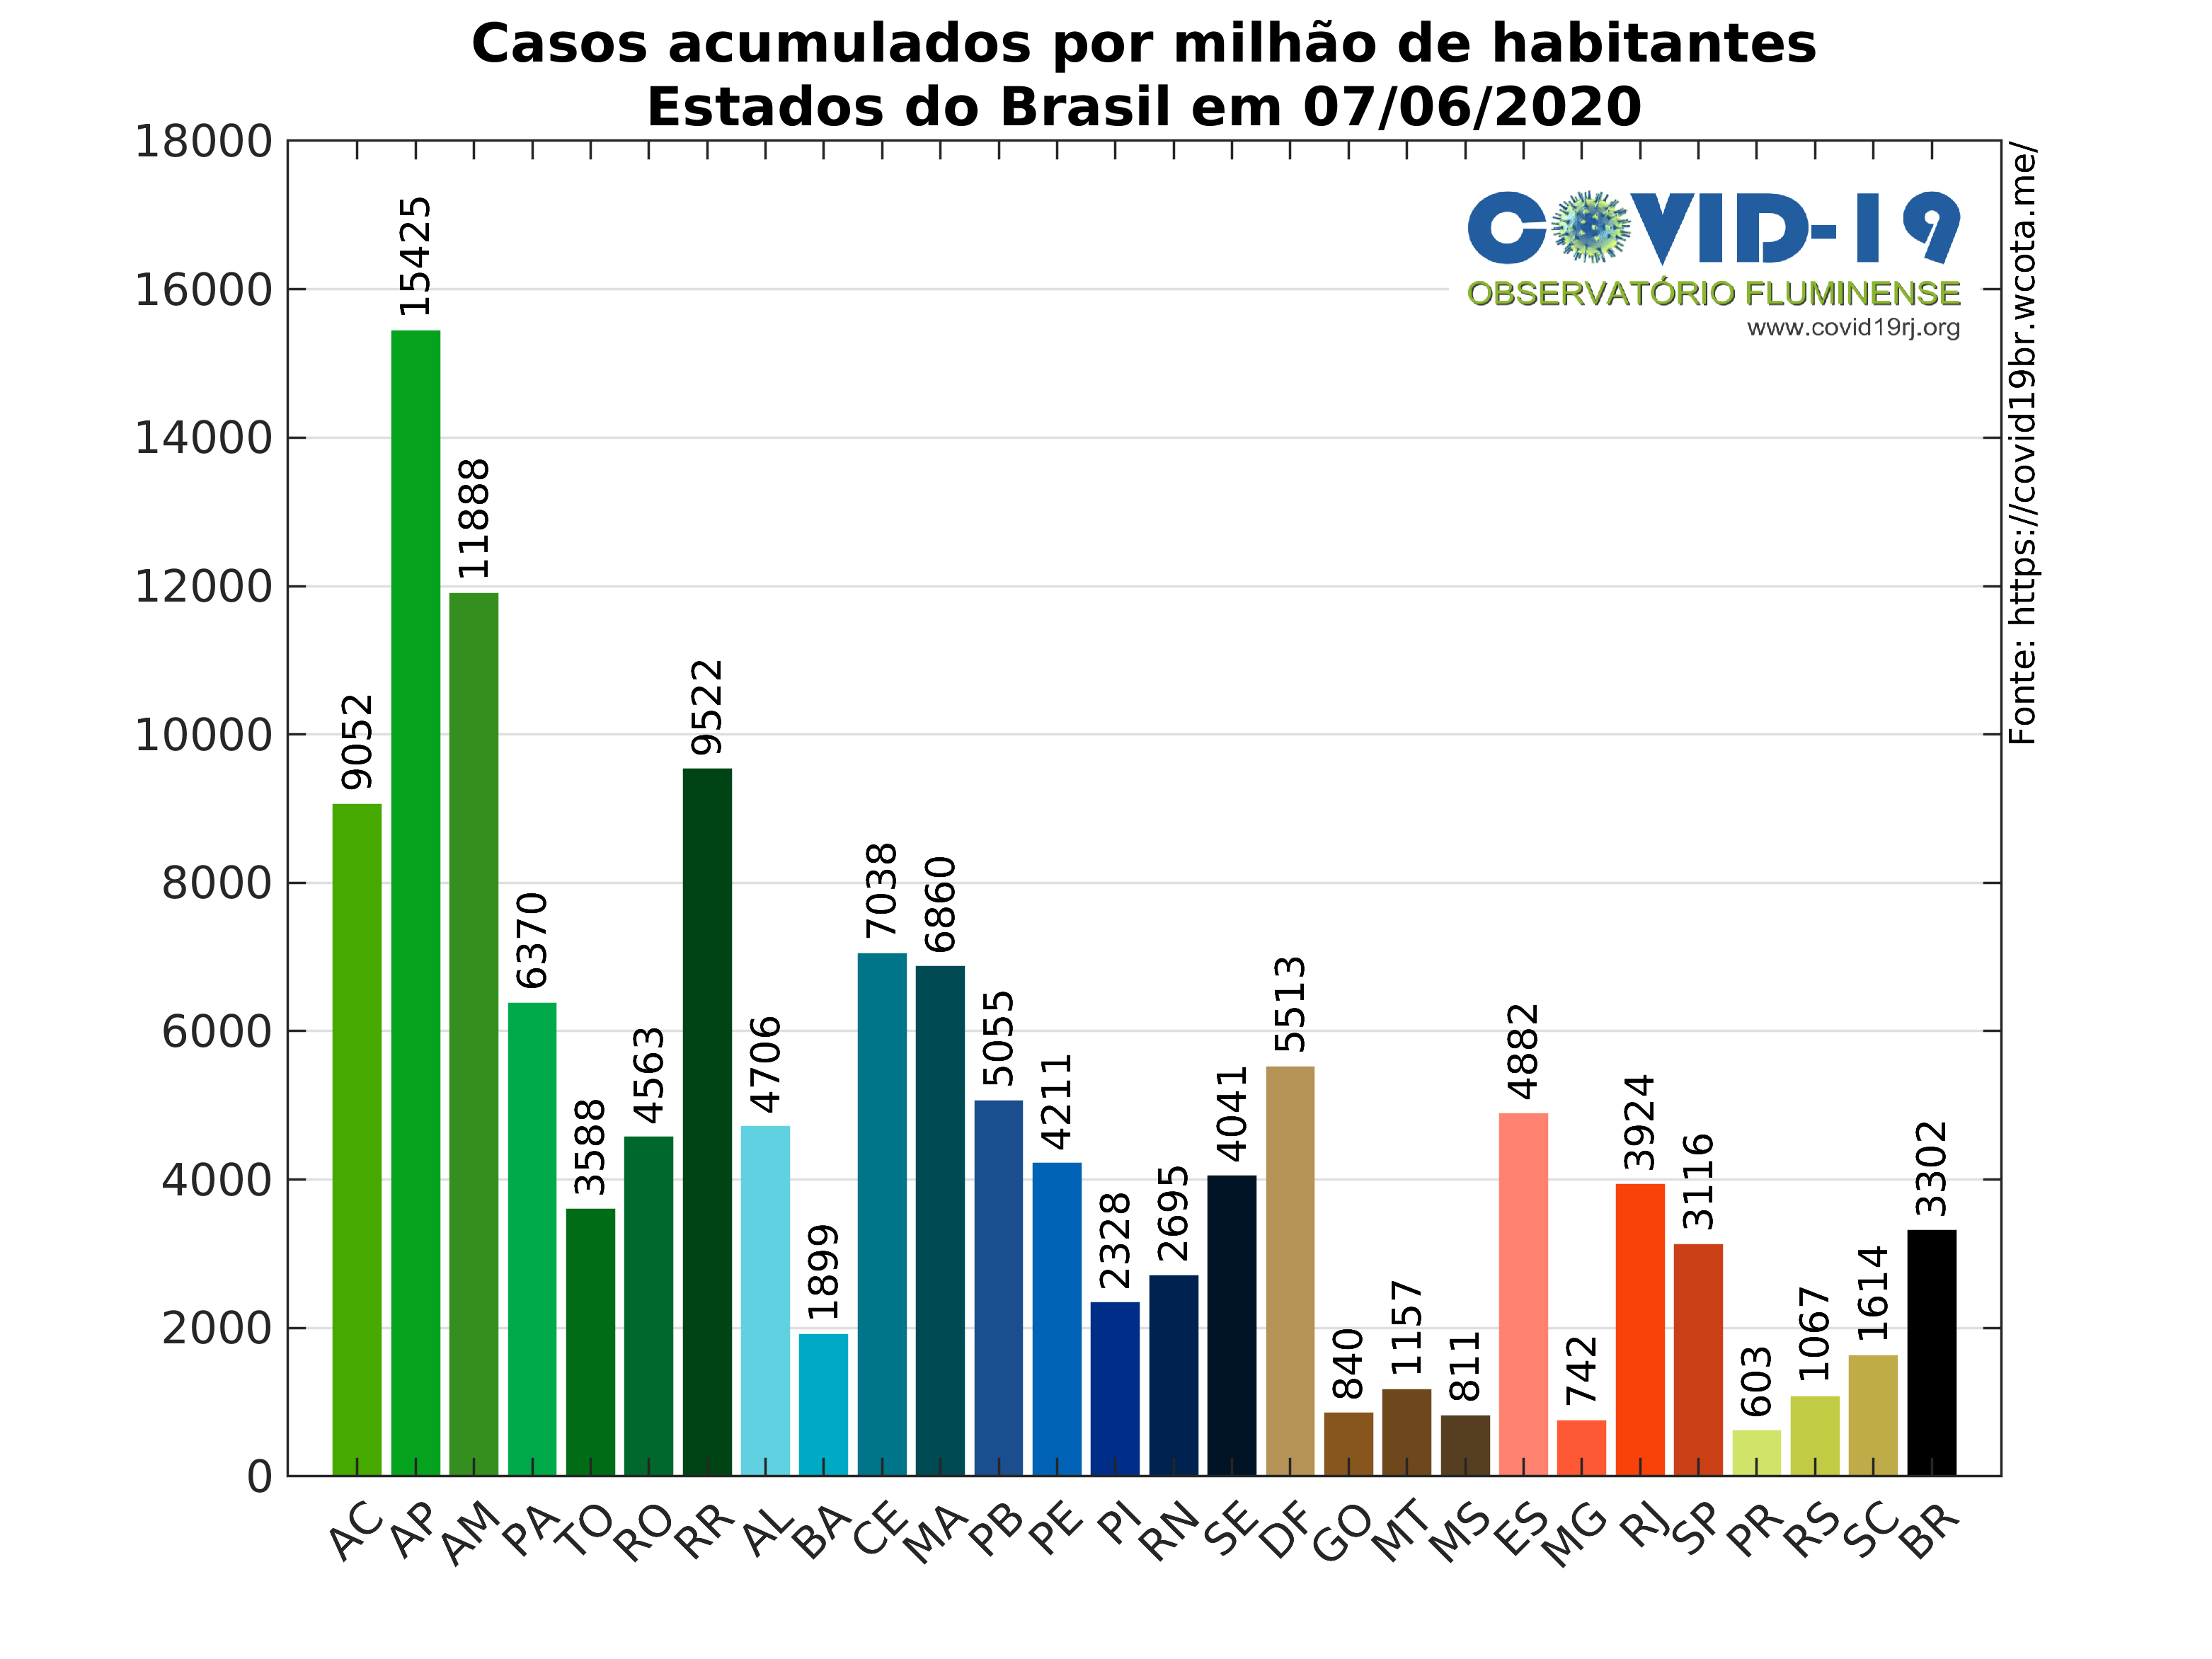 Casos acumulados por milhão de habitantes
Estados do Brasil em 07/06/2020
18000
16000
14000
12000
10000
8000
6000
4000
2000
0
9052
15425
11888
6370
3588
4563
9522
4706
1899
7038
6860
5055
4211
2328
2695
4041
5513
840
1157
811
4882
742
3924
3116
603
1067
1614
3302
COVID-19
OBSERVATÓRIO FLUMINENSE
www.covid19rj.org
Fonte: https://covid19br.wcota.me/
AC
AP
AM
PA
TO
RO
RR
AL
BA
CE
MA
PB
PE
PI
RN
SE
DF
GO
MT
MS
ES
MG
RJ
SP
PR
RS
SC
BR